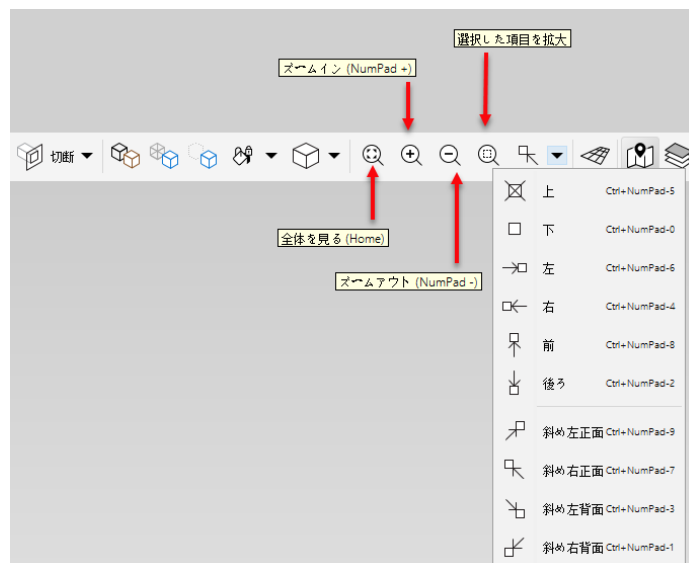 選択した項目を拡大
ズームイン (NumPad +)
切断
全体を見る (Home)
ズームアウト (NumPad -)
上 Ctrl+NumPad-5
下 Ctrl+NumPad-0
左 Ctrl+NumPad-6
右 Ctrl+NumPad-4
前 Ctrl+NumPad-8
後ろ Ctrl+NumPad-2
斜め左正面 Ctrl+NumPad-9
斜め右正面 Ctrl+NumPad-7
斜め左背面 Ctrl+NumPad-3
斜め右背面 Ctrl+NumPad-1